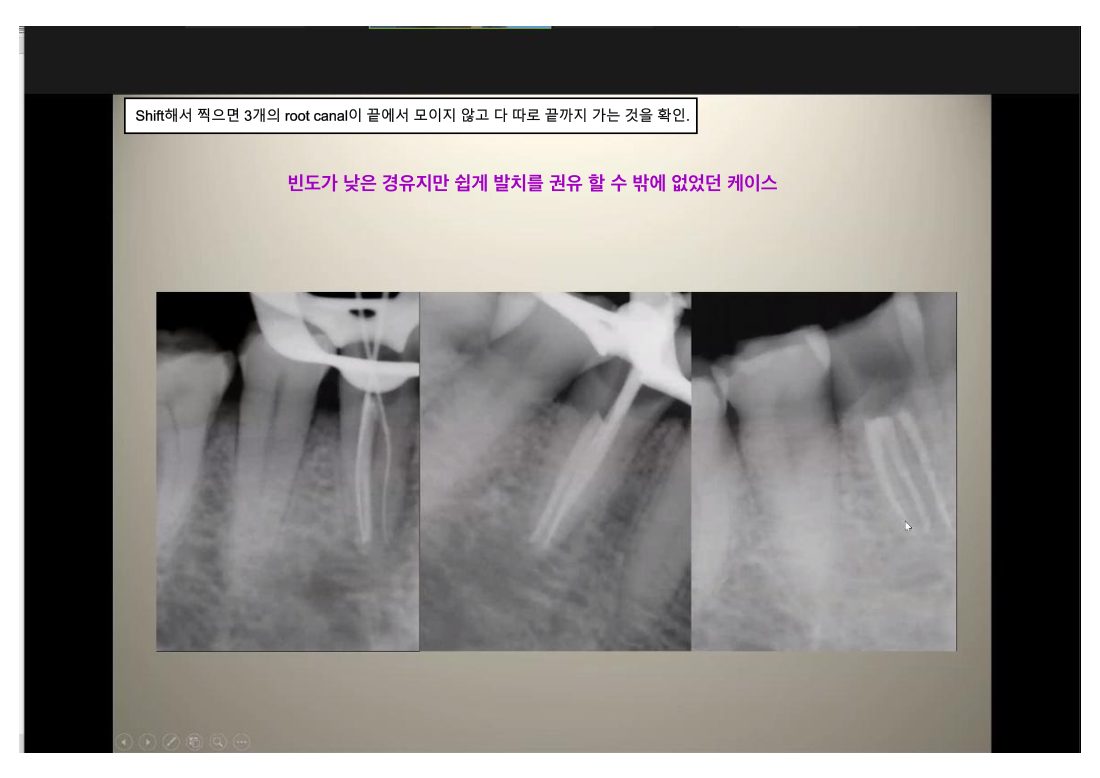 Shift해서 찍으면 3개의 root canal이 끝에서 모이지 않고 다 따로 끝까지 가는 것을 확인.
빈도가 낮은 경유지만 쉽게 발치를 권유 할 수 밖에 없었던 케이스